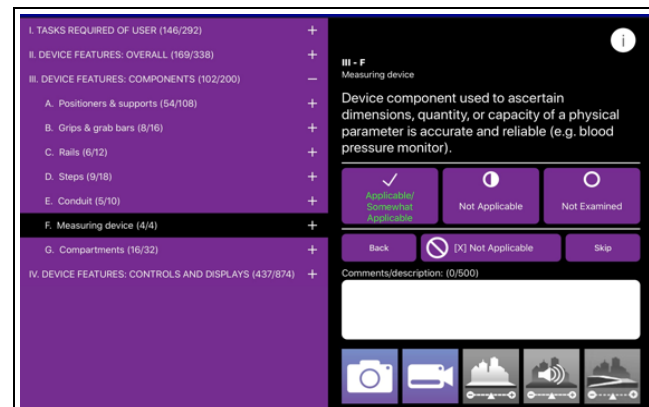 I. TASKS REQUIRED OF USER (146/292) +
II. DEVICE FEATURES: OVERALL (169/338) +
III. DEVICE FEATURES: COMPONENTS (102/200) –
A. Positioners & supports (54/108) +
B. Grips & grab bars (8/16) +
C. Rails (6/12) +
D. Steps (9/18) +
E. Conduit (5/10) +
F. Measuring device (4/4) +
G. Compartments (16/32) +
IV. DEVICE FEATURES: CONTROLS AND DISPLAYS (437/874) +
i
III - F
Measuring device
Device component used to ascertain
dimensions, quantity, or capacity of a physical
parameter is accurate and reliable (e.g. blood
pressure monitor).
Applicable/
Somewhat
Applicable
Not Applicable
Not Examined
Back
[X] Not Applicable
Skip
Comments/description: (0/500)